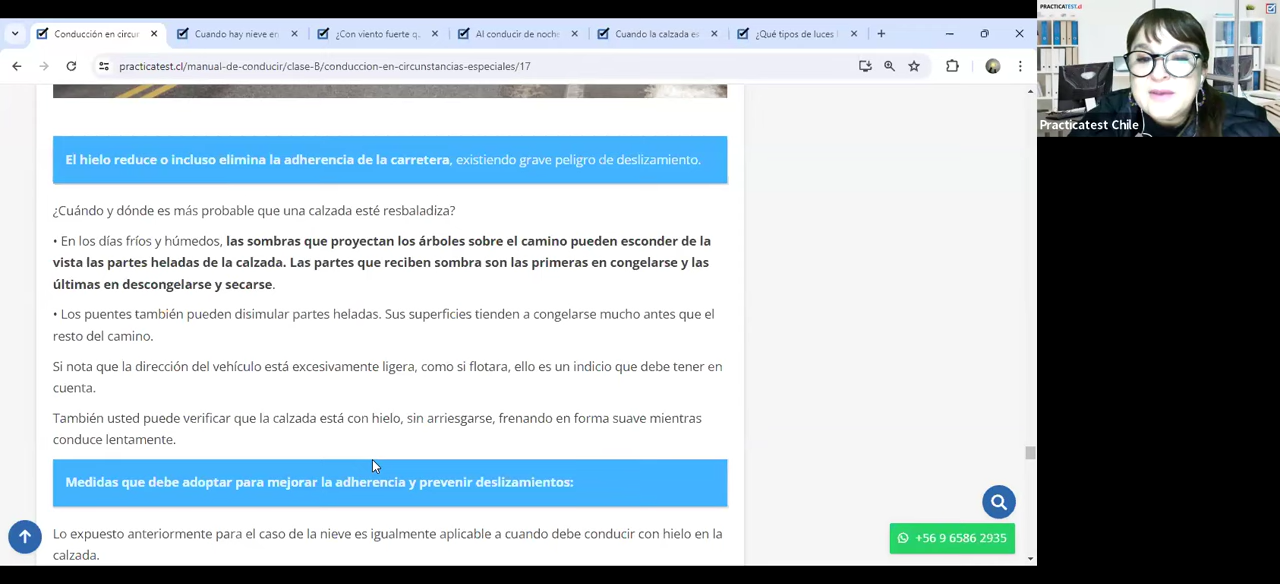 Conducción en circur
Cuando hay nieve en
¿Con viento fuerte q
Al conducir de noche
Cuando la calzada es
¿Qué tipos de luces
practicatest.cl/manual-de-conducir/clase-B/conduccion-en-circunstancias-especiales/17
PRACTICATEST.cl
Practicatest Chile
El hielo reduce o incluso elimina la adherencia de la carretera, existiendo grave peligro de deslizamiento.
¿Cuándo y dónde es más probable que una calzada esté resbaladiza?
• En los días fríos y húmedos, las sombras que proyectan los árboles sobre el camino pueden esconder de la
vista las partes heladas de la calzada. Las partes que reciben sombra son las primeras en congelarse y las
últimas en descongelarse y secarse.
• Los puentes también pueden disimular partes heladas. Sus superficies tienden a congelarse mucho antes que el
resto del camino.
Si nota que la dirección del vehículo está excesivamente ligera, como si flotara, ello es un indicio que debe tener en
cuenta.
También usted puede verificar que la calzada está con hielo, sin arriesgarse, frenando en forma suave mientras
conduce lentamente.
Medidas que debe adoptar para mejorar la adherencia y prevenir deslizamientos:
Lo expuesto anteriormente para el caso de la nieve es igualmente aplicable a cuando debe conducir con hielo en la
calzada.
+56 9 6586 2935